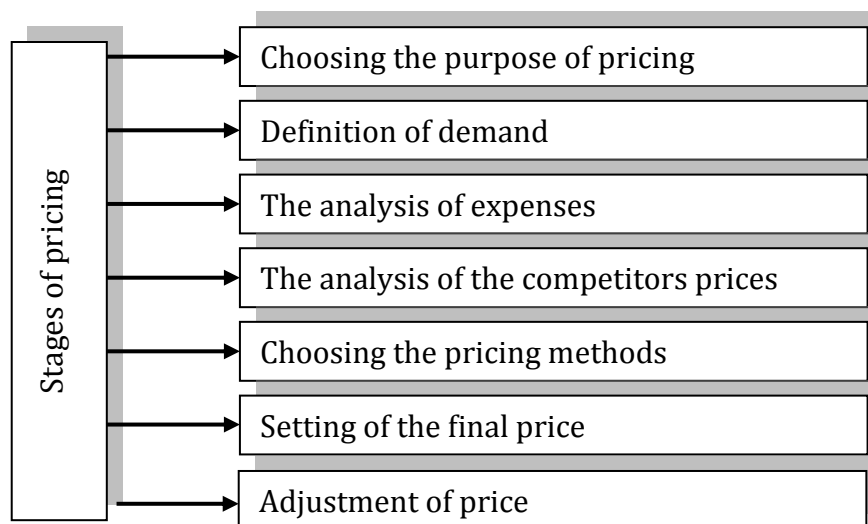 Stages of pricing
Choosing the purpose of pricing
Definition of demand
The analysis of expenses
The analysis of the competitors prices
Choosing the pricing methods
Setting of the final price
Adjustment of price